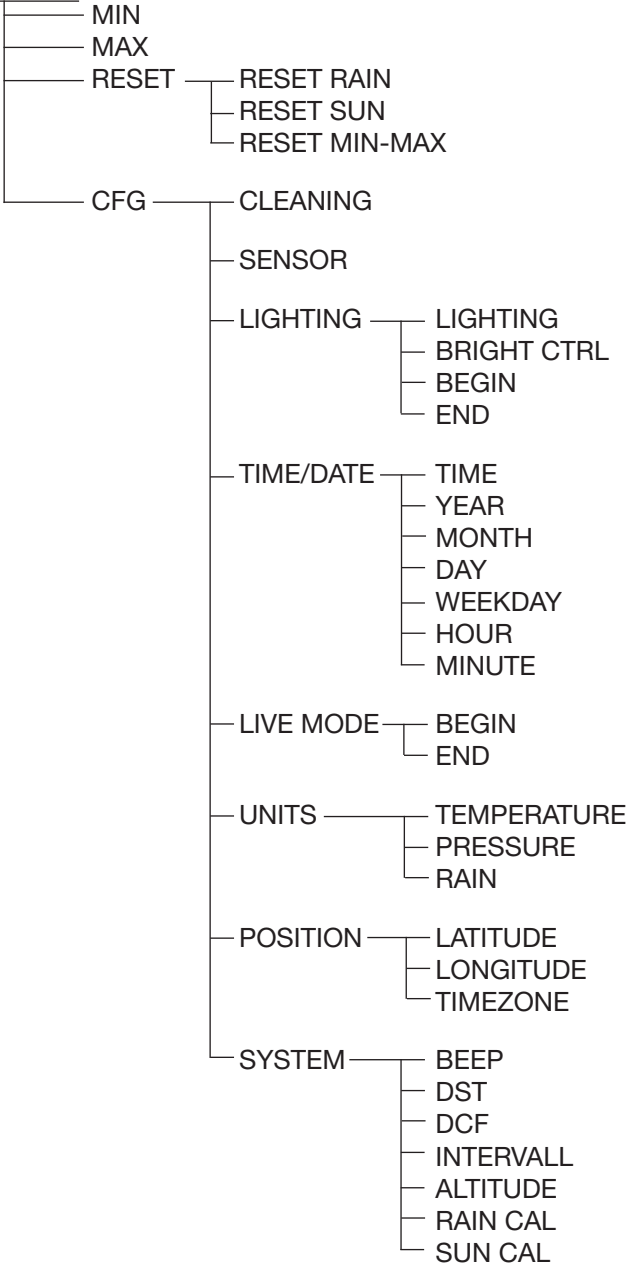 MIN
MAX
RESET
RESET RAIN
RESET SUN
RESET MIN-MAX
CFG
CLEANING
SENSOR
LIGHTING
LIGHTING
BRIGHT CTRL
BEGIN
END
TIME/DATE
TIME
YEAR
MONTH
DAY
WEEKDAY
HOUR
MINUTE
LIVE MODE
BEGIN
END
UNITS
TEMPERATURE
PRESSURE
RAIN
POSITION
LATITUDE
LONGITUDE
TIMEZONE
SYSTEM
BEEP
DST
DCF
INTERVALL
ALTITUDE
RAIN CAL
SUN CAL